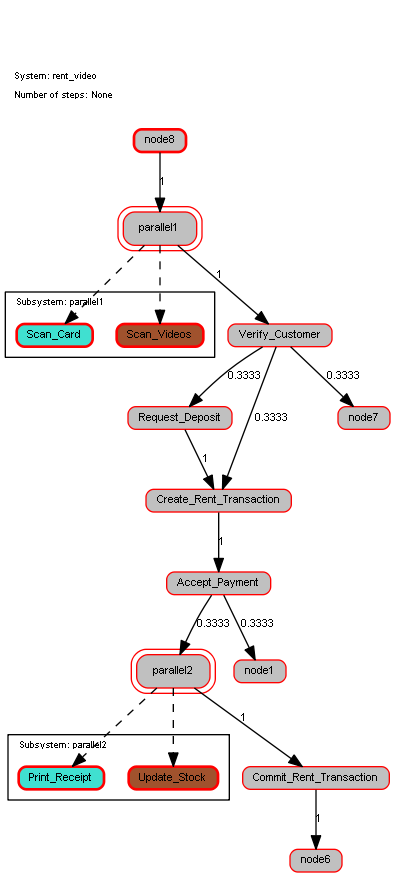 System: rent_video
Number of steps: None
node8
1
parallel1
1
Subsystem: parallel1
Scan_Card
Scan_Videos
Verify_Customer
0.3333
0.3333
0.3333
Request_Deposit
node7
1
Create_Rent_Transaction
1
Accept_Payment
0.3333
0.3333
parallel2
node1
1
Subsystem: parallel2
Print_Receipt
Update_Stock
Commit_Rent_Transaction
1
node6